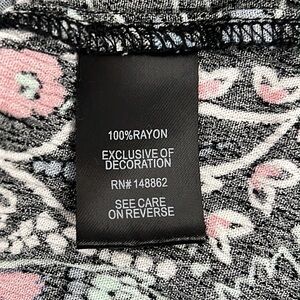 100%RAYON
EXCLUSIVE OF
DECORATION
RN# 148862
SEE CARE
ON REVERSE